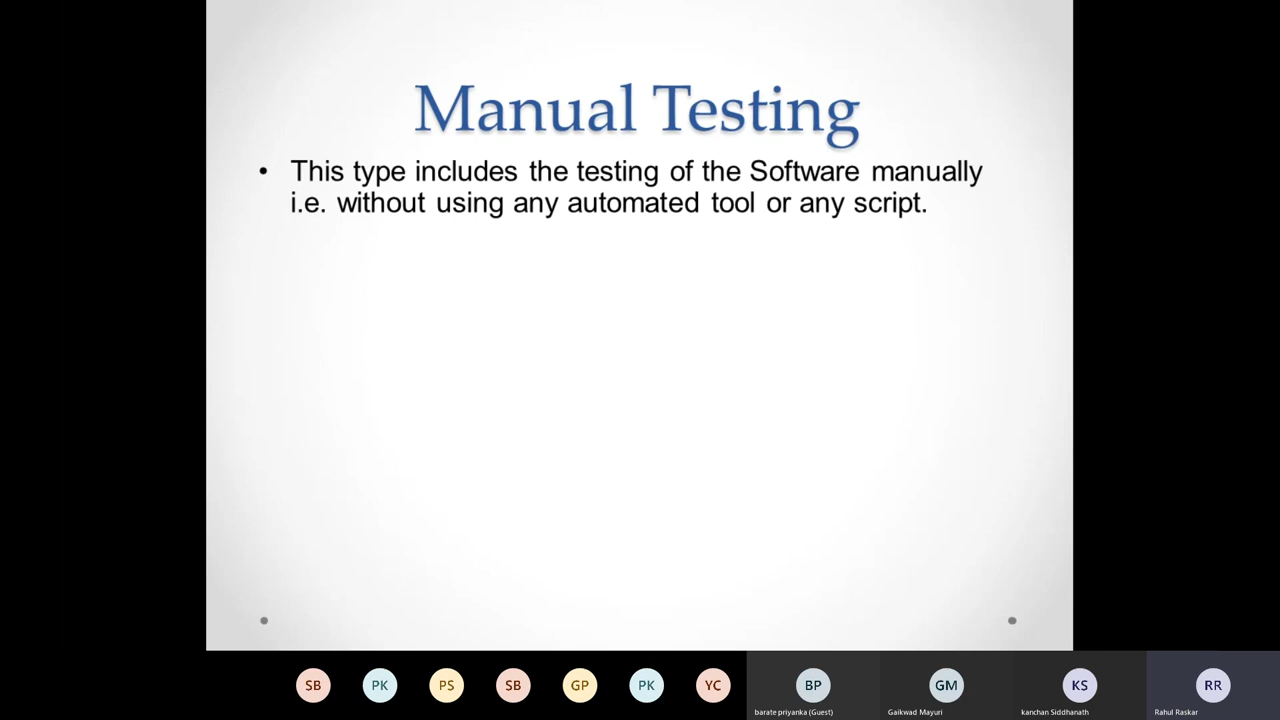 Manual Testing
• This type includes the testing of the Software manually
i.e. without using any automated tool or any script.
SB PK PS SB GP PK YC BP GM KS RR
barate priyanka (Guest) Gaikwad Mayuri kanchan Siddhanath Rahul Raskar